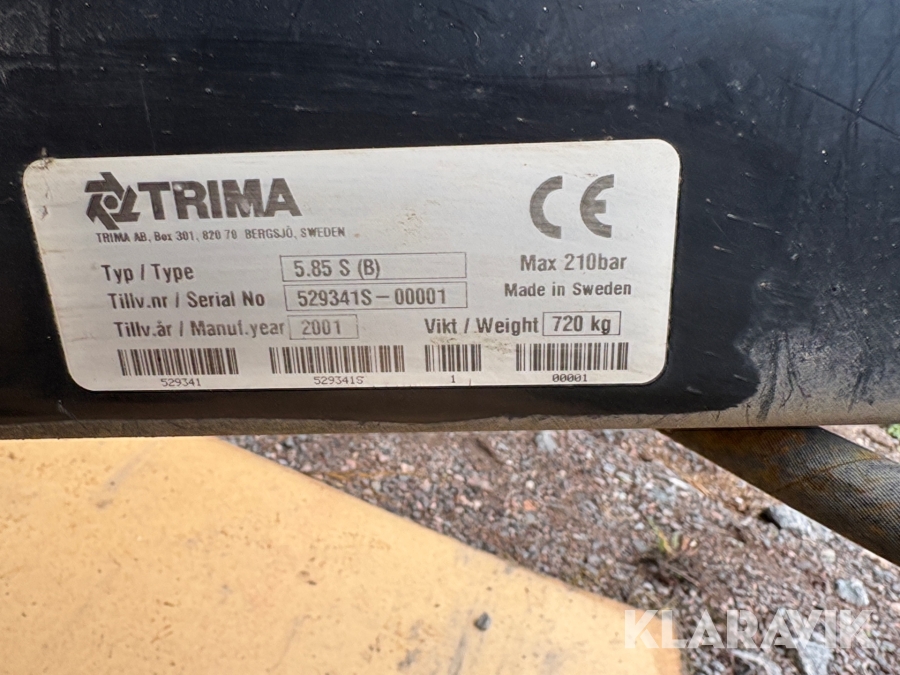 TRIMA
TRIMA AB, Box 301, 820 70 BERGSJÖ, SWEDEN
CE
Typ / Type 5.85 S (B) Max 210bar
Tillv.nr / Serial No 529341S-00001 Made in Sweden
Tillv.år / Manuf.year 2001 Vikt / Weight 720 kg
529341 529341S 1 00001
KLARAVIK